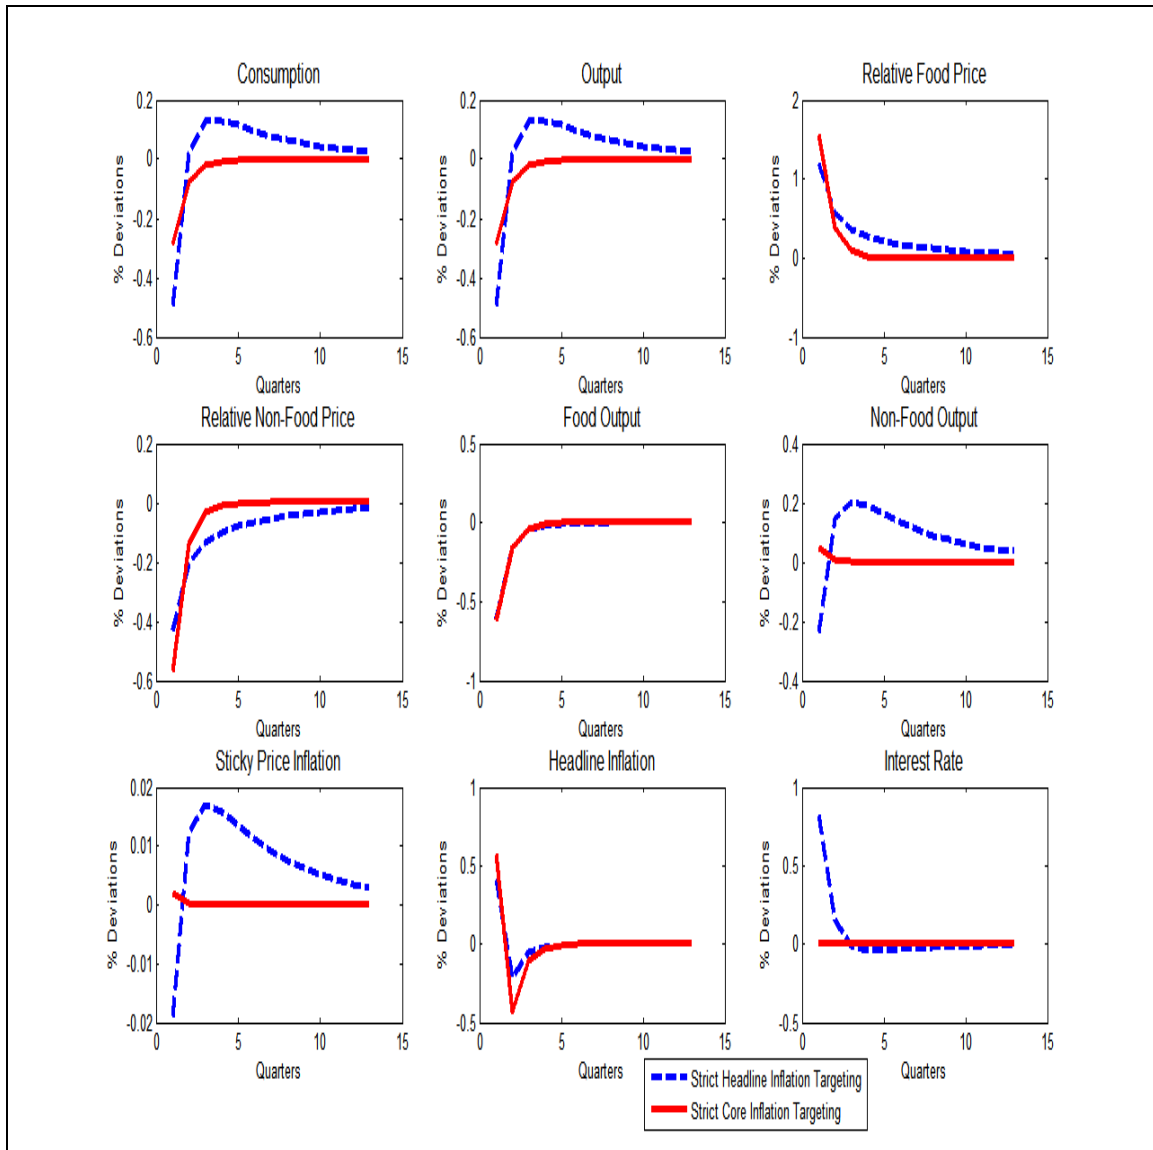 Consumption
Output
Relative Food Price
0.2
0
-0.2
-0.4
-0.6
% Deviations
0 5 10 15
Quarters
0.2
0
-0.2
-0.4
-0.6
% Deviations
0 5 10 15
Quarters
2
1
0
-1
% Deviations
0 5 10 15
Quarters
Relative Non-Food Price
Food Output
Non-Food Output
0.2
0
-0.2
-0.4
-0.6
% Deviations
0 5 10 15
Quarters
0.5
0
-0.5
-1
% Deviations
0 5 10 15
Quarters
0.4
0.2
0
-0.2
-0.4
% Deviations
0 5 10 15
Quarters
Sticky Price Inflation
Headline Inflation
Interest Rate
0.02
0.01
0
-0.01
-0.02
% Deviations
0 5 10 15
Quarters
1
0.5
0
-0.5
% Deviations
0 5 10 15
Quarters
1
0.5
0
-0.5
% Deviations
0 5 10 15
Quarters
Strict Headline Inflation Targeting
Strict Core Inflation Targeting